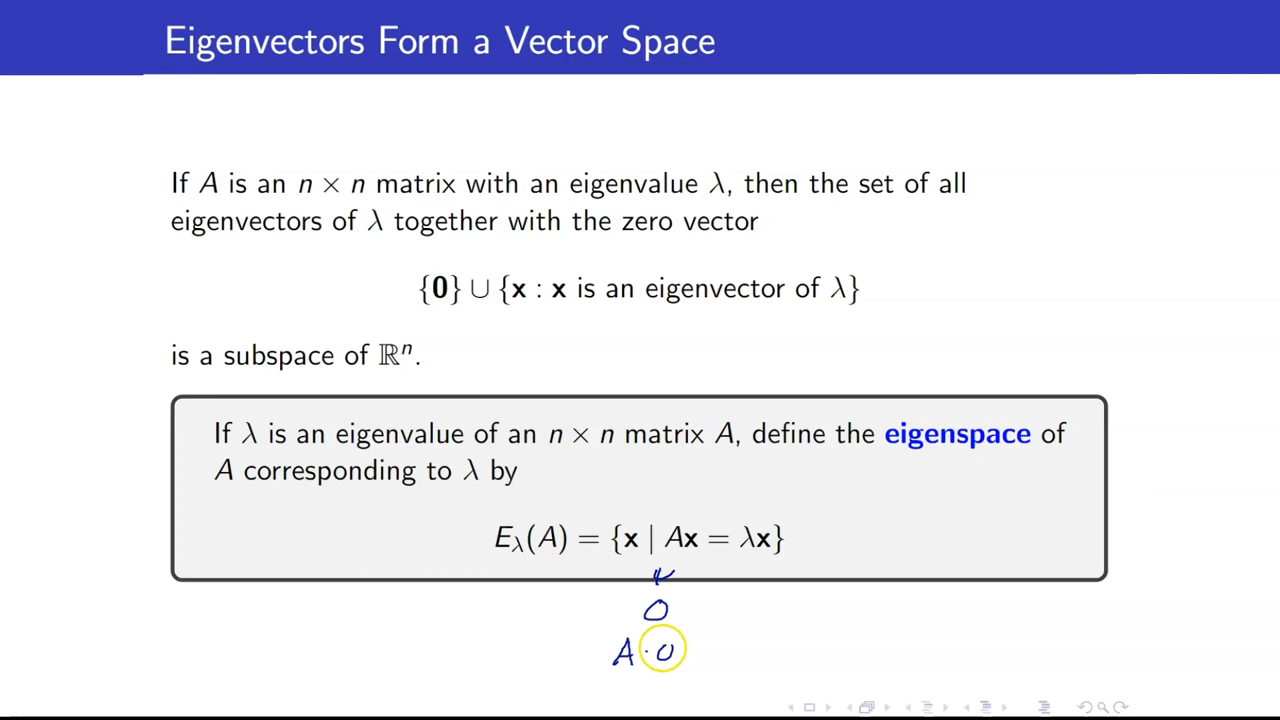 Eigenvectors Form a Vector Space
If A is an n × n matrix with an eigenvalue λ, then the set of all
eigenvectors of λ together with the zero vector
{0} ∪ {x : x is an eigenvector of λ}
is a subspace of ℝⁿ.
If λ is an eigenvalue of an n × n matrix A, define the eigenspace of
A corresponding to λ by
E_λ(A) = {x | Ax = λx}
0
A · 0